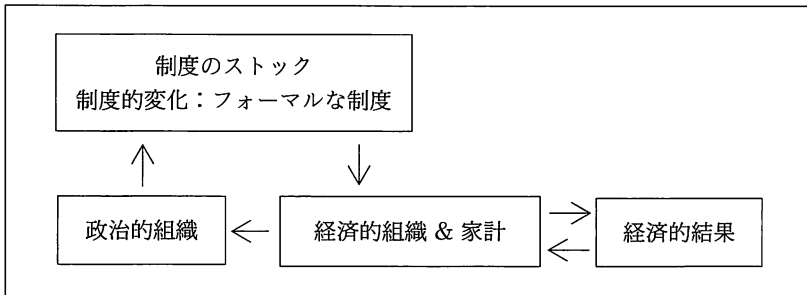 制度のストック
制度的変化：フォーマルな制度
政治的組織
経済的組織 & 家計
経済的結果